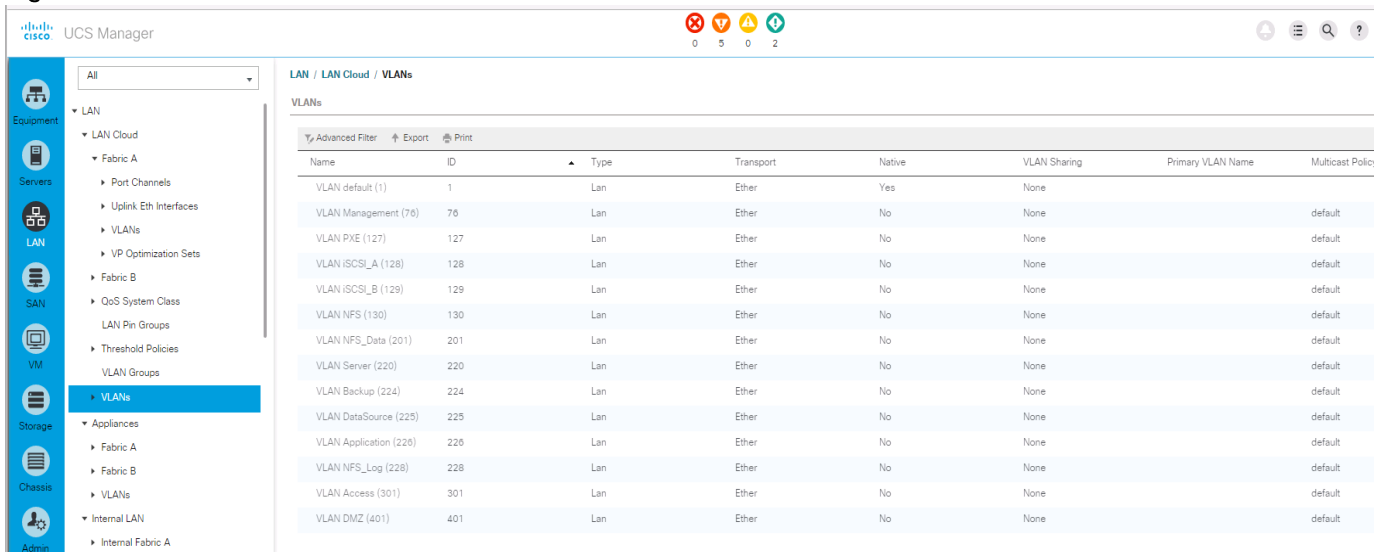 cisco. UCS Manager
0 5 0 2
?
Equipment
Servers
LAN
SAN
VM
Storage
Chassis
Admin
All
LAN
LAN Cloud
Fabric A
Port Channels
Uplink Eth Interfaces
VLANs
VP Optimization Sets
Fabric B
QoS System Class
LAN Pin Groups
Threshold Policies
VLAN Groups
VLANs
Appliances
Fabric A
Fabric B
VLANs
Internal LAN
Internal Fabric A
LAN / LAN Cloud / VLANs
VLANs
Advanced Filter Export Print
Name ID Type Transport Native VLAN Sharing Primary VLAN Name Multicast Policy
VLAN default (1) 1 Lan Ether Yes None
VLAN Management (76) 76 Lan Ether No None default
VLAN PXE (127) 127 Lan Ether No None default
VLAN iSCSI_A (128) 128 Lan Ether No None default
VLAN iSCSI_B (129) 129 Lan Ether No None default
VLAN NFS (130) 130 Lan Ether No None default
VLAN NFS_Data (201) 201 Lan Ether No None default
VLAN Server (220) 220 Lan Ether No None default
VLAN Backup (224) 224 Lan Ether No None default
VLAN DataSource (225) 225 Lan Ether No None default
VLAN Application (226) 226 Lan Ether No None default
VLAN NFS_Log (228) 228 Lan Ether No None default
VLAN Access (301) 301 Lan Ether No None default
VLAN DMZ (401) 401 Lan Ether No None default